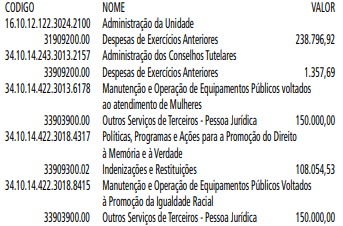 CODIGO NOME VALOR
16.10.12.122.3024.2100 Administração da Unidade
31909200.00 Despesas de Exercícios Anteriores 238.796,92
34.10.14.243.3013.2157 Administração dos Conselhos Tutelares
33909200.00 Despesas de Exercícios Anteriores 1.357,69
34.10.14.422.3013.6178 Manutenção e Operação de Equipamentos Públicos voltados
ao atendimento de Mulheres
33903900.00 Outros Serviços de Terceiros - Pessoa Jurídica 150.000,00
34.10.14.422.3018.4317 Políticas, Programas e Ações para a Promoção do Direito
à Memória e à Verdade
33909300.02 Indenizações e Restituições 108.054,53
34.10.14.422.3018.8415 Manutenção e Operação de Equipamentos Públicos Voltados
à Promoção da Igualdade Racial
33903900.00 Outros Serviços de Terceiros - Pessoa Jurídica 150.000,00